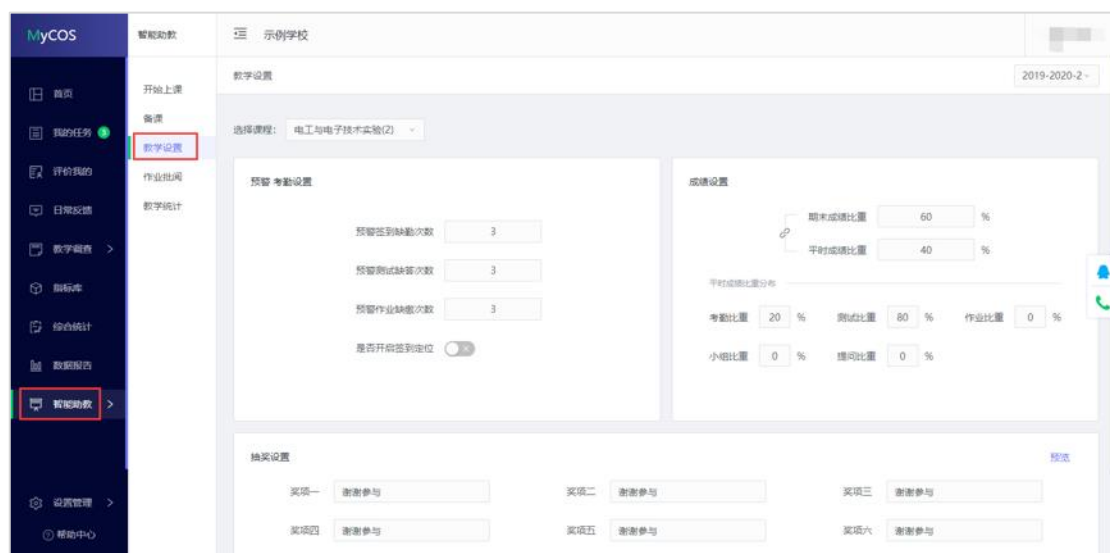 MyCOS
智能助教
示例学校
首页
我的任务 3
评价我的
日常反馈
教学调查 >
指标库
综合统计
数据报告
智能助教 >
设置管理 >
帮助中心
开始上课
备课
教学设置
作业批阅
教学统计
教学设置
2019-2020-2
选择课程: 电工与电子技术实验(2)
预警 考勤设置
预警签到缺勤次数 3
预警测试缺答次数 3
预警作业缺缴次数 3
是否开启签到定位
成绩设置
期末成绩比重 60 %
平时成绩比重 40 %
平时成绩比重分布
考勤比重 20 % 测试比重 80 % 作业比重 0 %
小组比重 0 % 提问比重 0 %
抽奖设置
预览
奖项一 谢谢参与 奖项二 谢谢参与 奖项三 谢谢参与
奖项四 谢谢参与 奖项五 谢谢参与 奖项六 谢谢参与